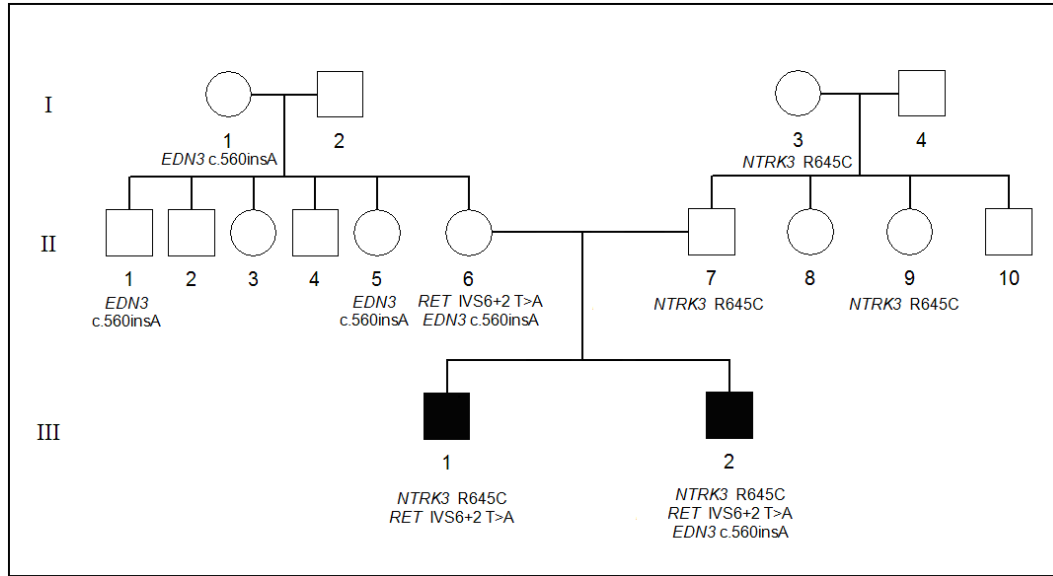 I
1 2 3 4
EDN3 c.560insA
NTRK3 R645C
II
1 2 3 4 5 6 7 8 9 10
EDN3
c.560insA
EDN3
c.560insA
RET IVS6+2 T>A
EDN3 c.560insA
NTRK3 R645C
NTRK3 R645C
III
1 2
NTRK3 R645C
RET IVS6+2 T>A
NTRK3 R645C
RET IVS6+2 T>A
EDN3 c.560insA